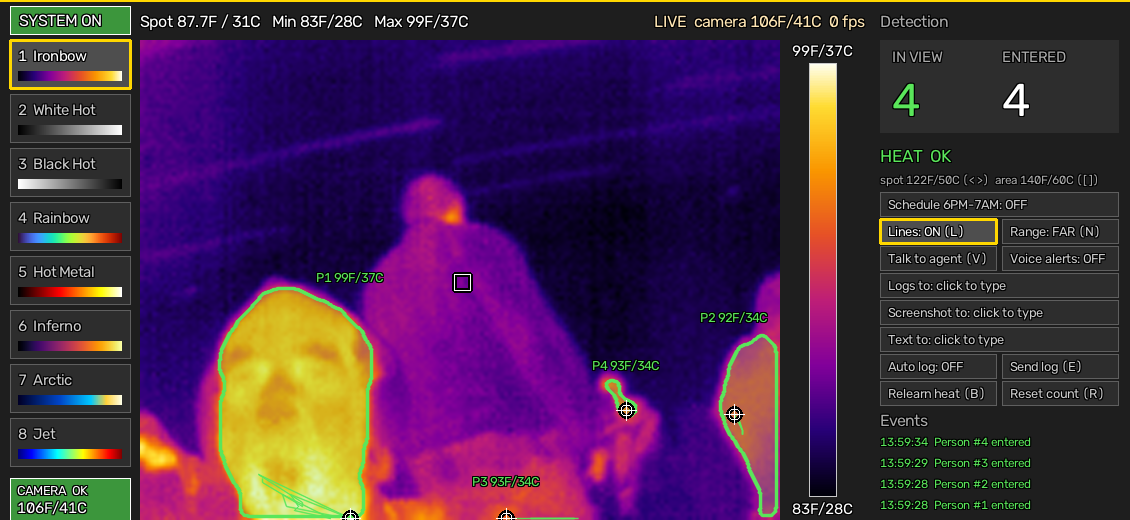 SYSTEM ON
Spot 87.7F / 31C Min 83F/28C Max 99F/37C
LIVE camera 106F/41C 0 fps
1 Ironbow
2 White Hot
3 Black Hot
4 Rainbow
5 Hot Metal
6 Inferno
7 Arctic
8 Jet
CAMERA OK
106F/41C
P1 99F/37C
P2 92F/34C
P4 93F/34C
P3 93F/34C
99F/37C
83F/28C
Detection
IN VIEW ENTERED
4 4
HEAT OK
spot 122F/50C (< >) area 140F/60C ([ ])
Schedule 6PM-7AM: OFF
Lines: ON (L) Range: FAR (N)
Talk to agent (V) Voice alerts: OFF
Logs to: click to type
Screenshot to: click to type
Text to: click to type
Auto log: OFF Send log (E)
Relearn heat (B) Reset count (R)
Events
13:59:34 Person #4 entered
13:59:29 Person #3 entered
13:59:28 Person #2 entered
13:59:28 Person #1 entered